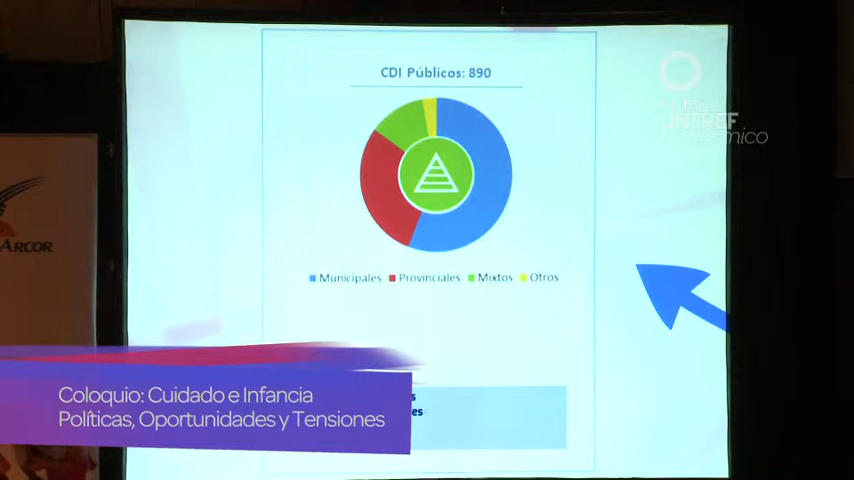 CDI Públicos: 890
UNTREF
Municipales Provinciales Mixtos Otros
ARCOR
Coloquio: Cuidado e Infancia
Políticas, Oportunidades y Tensiones